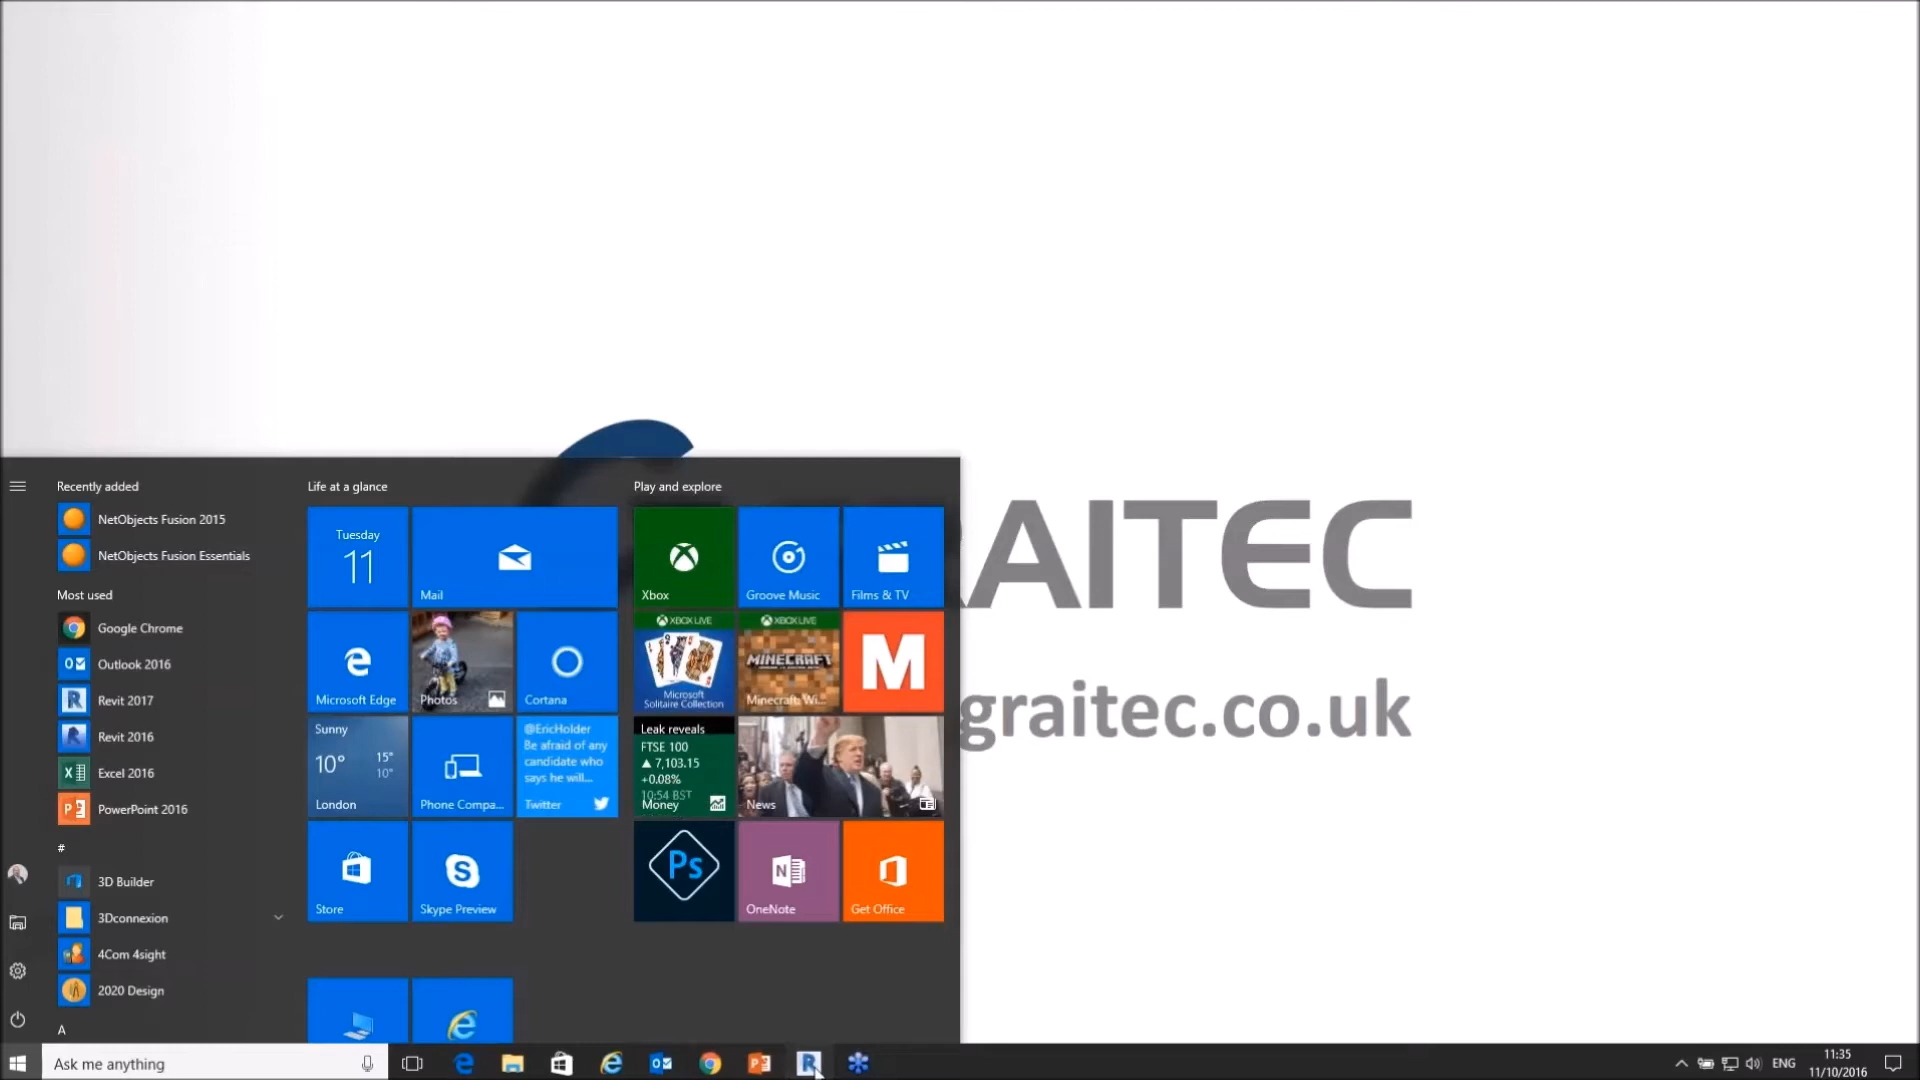 Recently added
NetObjects Fusion 2015
NetObjects Fusion Essentials
Most used
Google Chrome
Outlook 2016
Revit 2017
Revit 2016
Excel 2016
PowerPoint 2016
#
3D Builder
3Dconnexion
4Com 4sight
2020 Design
A
Life at a glance
Tuesday
11
Mail
Microsoft Edge
Photos
Cortana
Sunny
10°
15°
10°
London
Phone Compa...
@EricHolder
Be afraid of any
candidate who
says he will...
Twitter
Store
Skype Preview
Play and explore
Xbox
Groove Music
Films & TV
XBOX LIVE
Microsoft
Solitaire Collection
XBOX LIVE
MINECRAFT
Minecraft: Wi...
M
Leak reveals
FTSE 100
▲ 7,103.15
+0.08%
10:54 BST
Money
News
Ps
OneNote
Get Office
RAITEC
graitec.co.uk
Ask me anything
ENG
11:35
11/10/2016